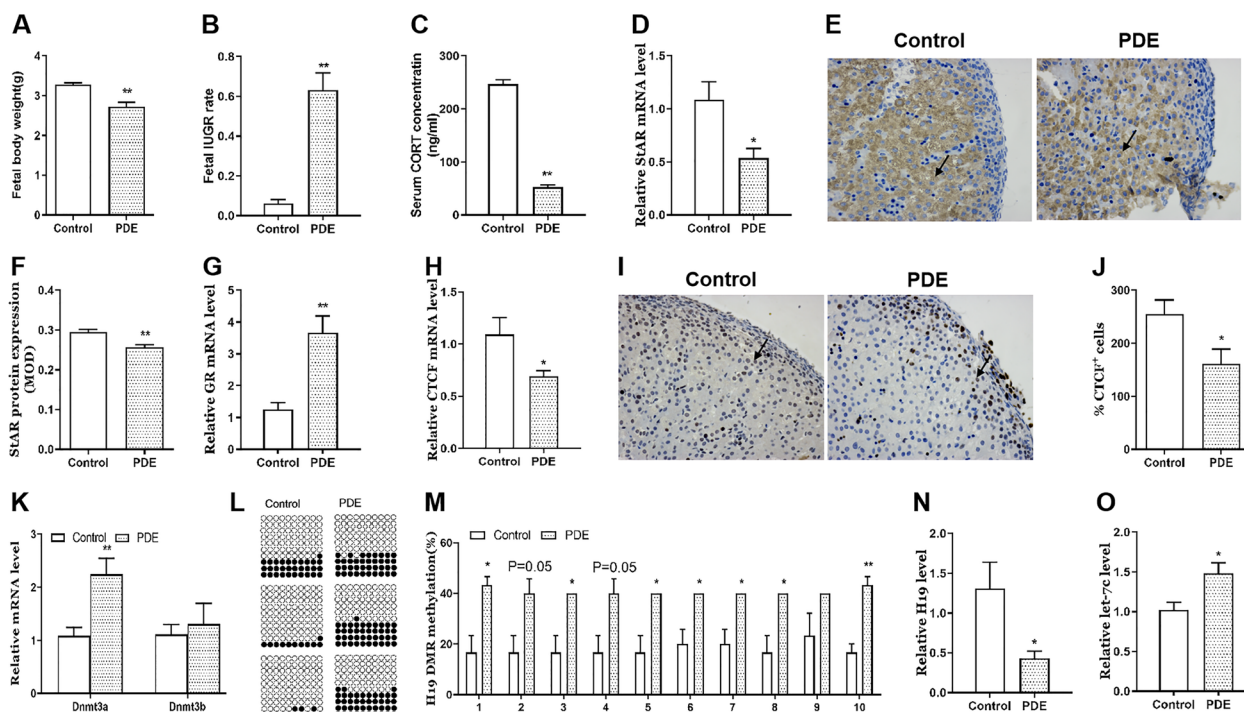 A
Fetal body weight(g)
4
3
2
1
0
**
Control
PDE
B
Fetal IUGR rate
0.8
0.6
0.4
0.2
0.0
**
Control
PDE
C
Serum CORT concentratin
(ng/ml)
300
200
100
0
**
Control
PDE
D
Relative StAR mRNA level
1.5
1.0
0.5
0.0
*
Control
PDE
E
Control
PDE
F
StAR protein expression
(MOD)
0.4
0.3
0.2
0.1
0.0
**
Control
PDE
G
Relative GR mRNA level
5
4
3
2
1
0
**
Control
PDE
H
Relative CTCF mRNA level
1.5
1.0
0.5
0.0
*
Control
PDE
I
Control
PDE
J
% CTCF+ cells
300
200
100
0
*
Control
PDE
K
Relative mRNA level
3
2
1
0
Control
PDE
**
Dnmt3a
Dnmt3b
L
Control
PDE
M
H19 DMR methylation(%)
60
40
20
0
Control
PDE
*
P=0.05
*
P=0.05
*
*
*
*
**
1
2
3
4
5
6
7
8
9
10
N
Relative H19 level
2.0
1.5
1.0
0.5
0.0
*
Control
PDE
O
Relative let-7c level
2.0
1.5
1.0
0.5
0.0
*
Control
PDE